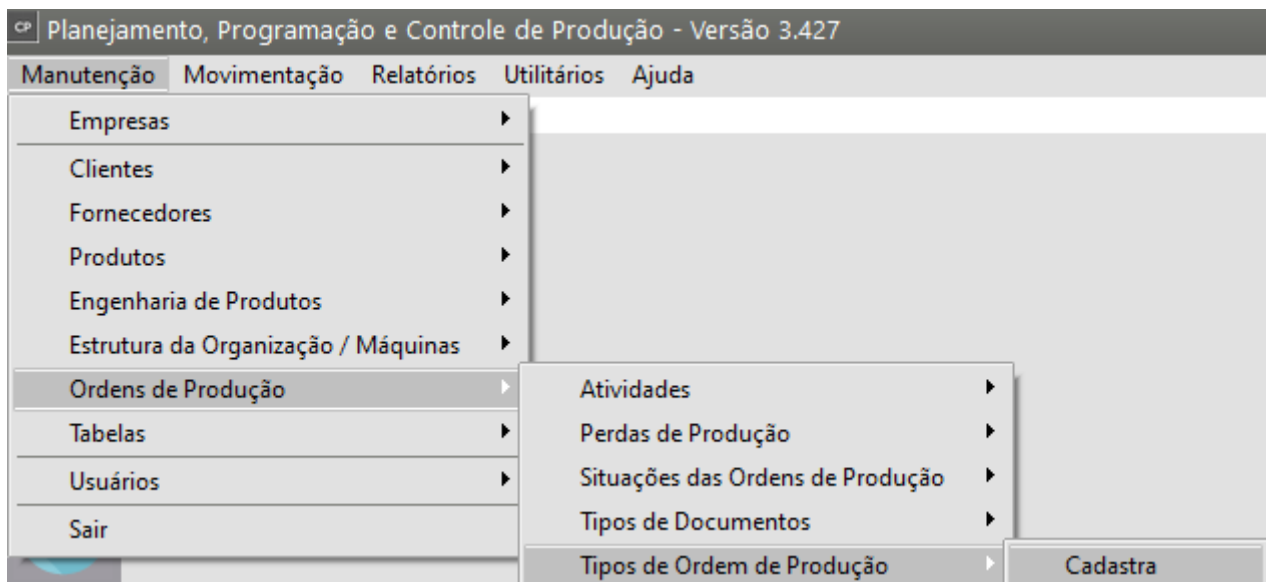 CP Planejamento, Programação e Controle de Produção - Versão 3.427
Manutenção Movimentação Relatórios Utilitários Ajuda
Empresas
Clientes
Fornecedores
Produtos
Engenharia de Produtos
Estrutura da Organização / Máquinas
Ordens de Produção
Tabelas
Usuários
Sair
Atividades
Perdas de Produção
Situações das Ordens de Produção
Tipos de Documentos
Tipos de Ordem de Produção
Cadastra